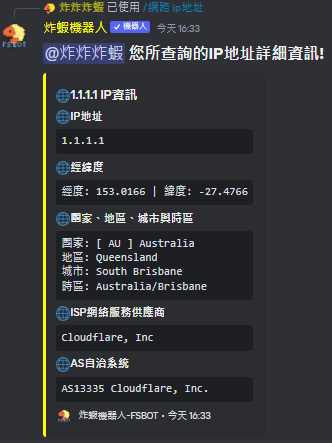 炸炸炸蝦 已使用 /網路 ip地址
炸蝦機器人 ✓ 機器人 今天 16:33
FSBOT
@炸炸炸蝦 您所查詢的IP地址詳細資訊!
🌐1.1.1.1 IP資訊
🌐IP地址
1.1.1.1
🌐經緯度
經度: 153.0166 | 緯度: -27.4766
🌐國家、地區、城市與時區
國家: [ AU ] Australia
地區: Queensland
城市: South Brisbane
時區: Australia/Brisbane
🌐ISP網絡服務供應商
Cloudflare, Inc
🌐AS自治系統
AS13335 Cloudflare, Inc.
炸蝦機器人-FSBOT • 今天 16:33